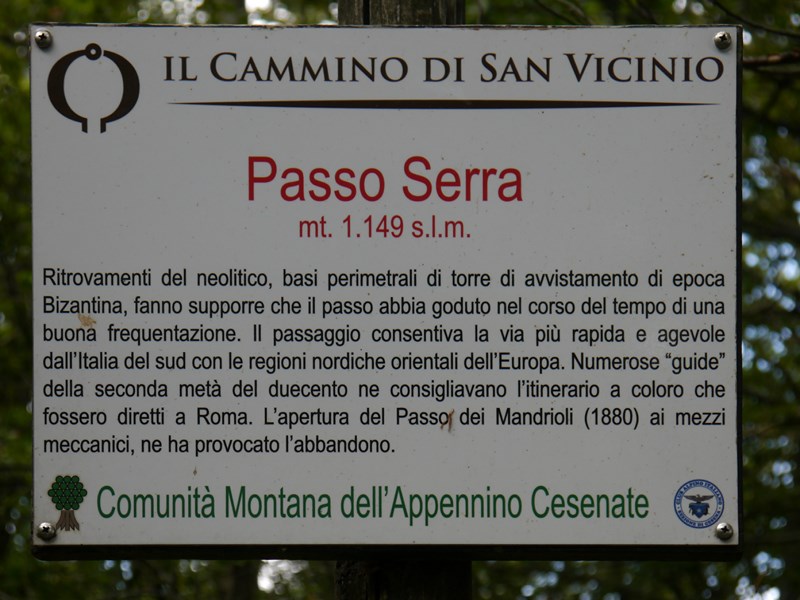 IL CAMMINO DI SAN VICINIO
Passo Serra
mt. 1.149 s.l.m.
Ritrovamenti del neolitico, basi perimetrali di torre di avvistamento di epoca
Bizantina, fanno supporre che il passo abbia goduto nel corso del tempo di una
buona frequentazione. Il passaggio consentiva la via più rapida e agevole
dall'Italia del sud con le regioni nordiche orientali dell'Europa. Numerose “guide”
della seconda metà del duecento ne consigliavano l'itinerario a coloro che
fossero diretti a Roma. L'apertura del Passo dei Mandrioli (1880) ai mezzi
meccanici, ne ha provocato l'abbandono.
Comunità Montana dell'Appennino Cesenate
CLUB ALPINO ITALIANO